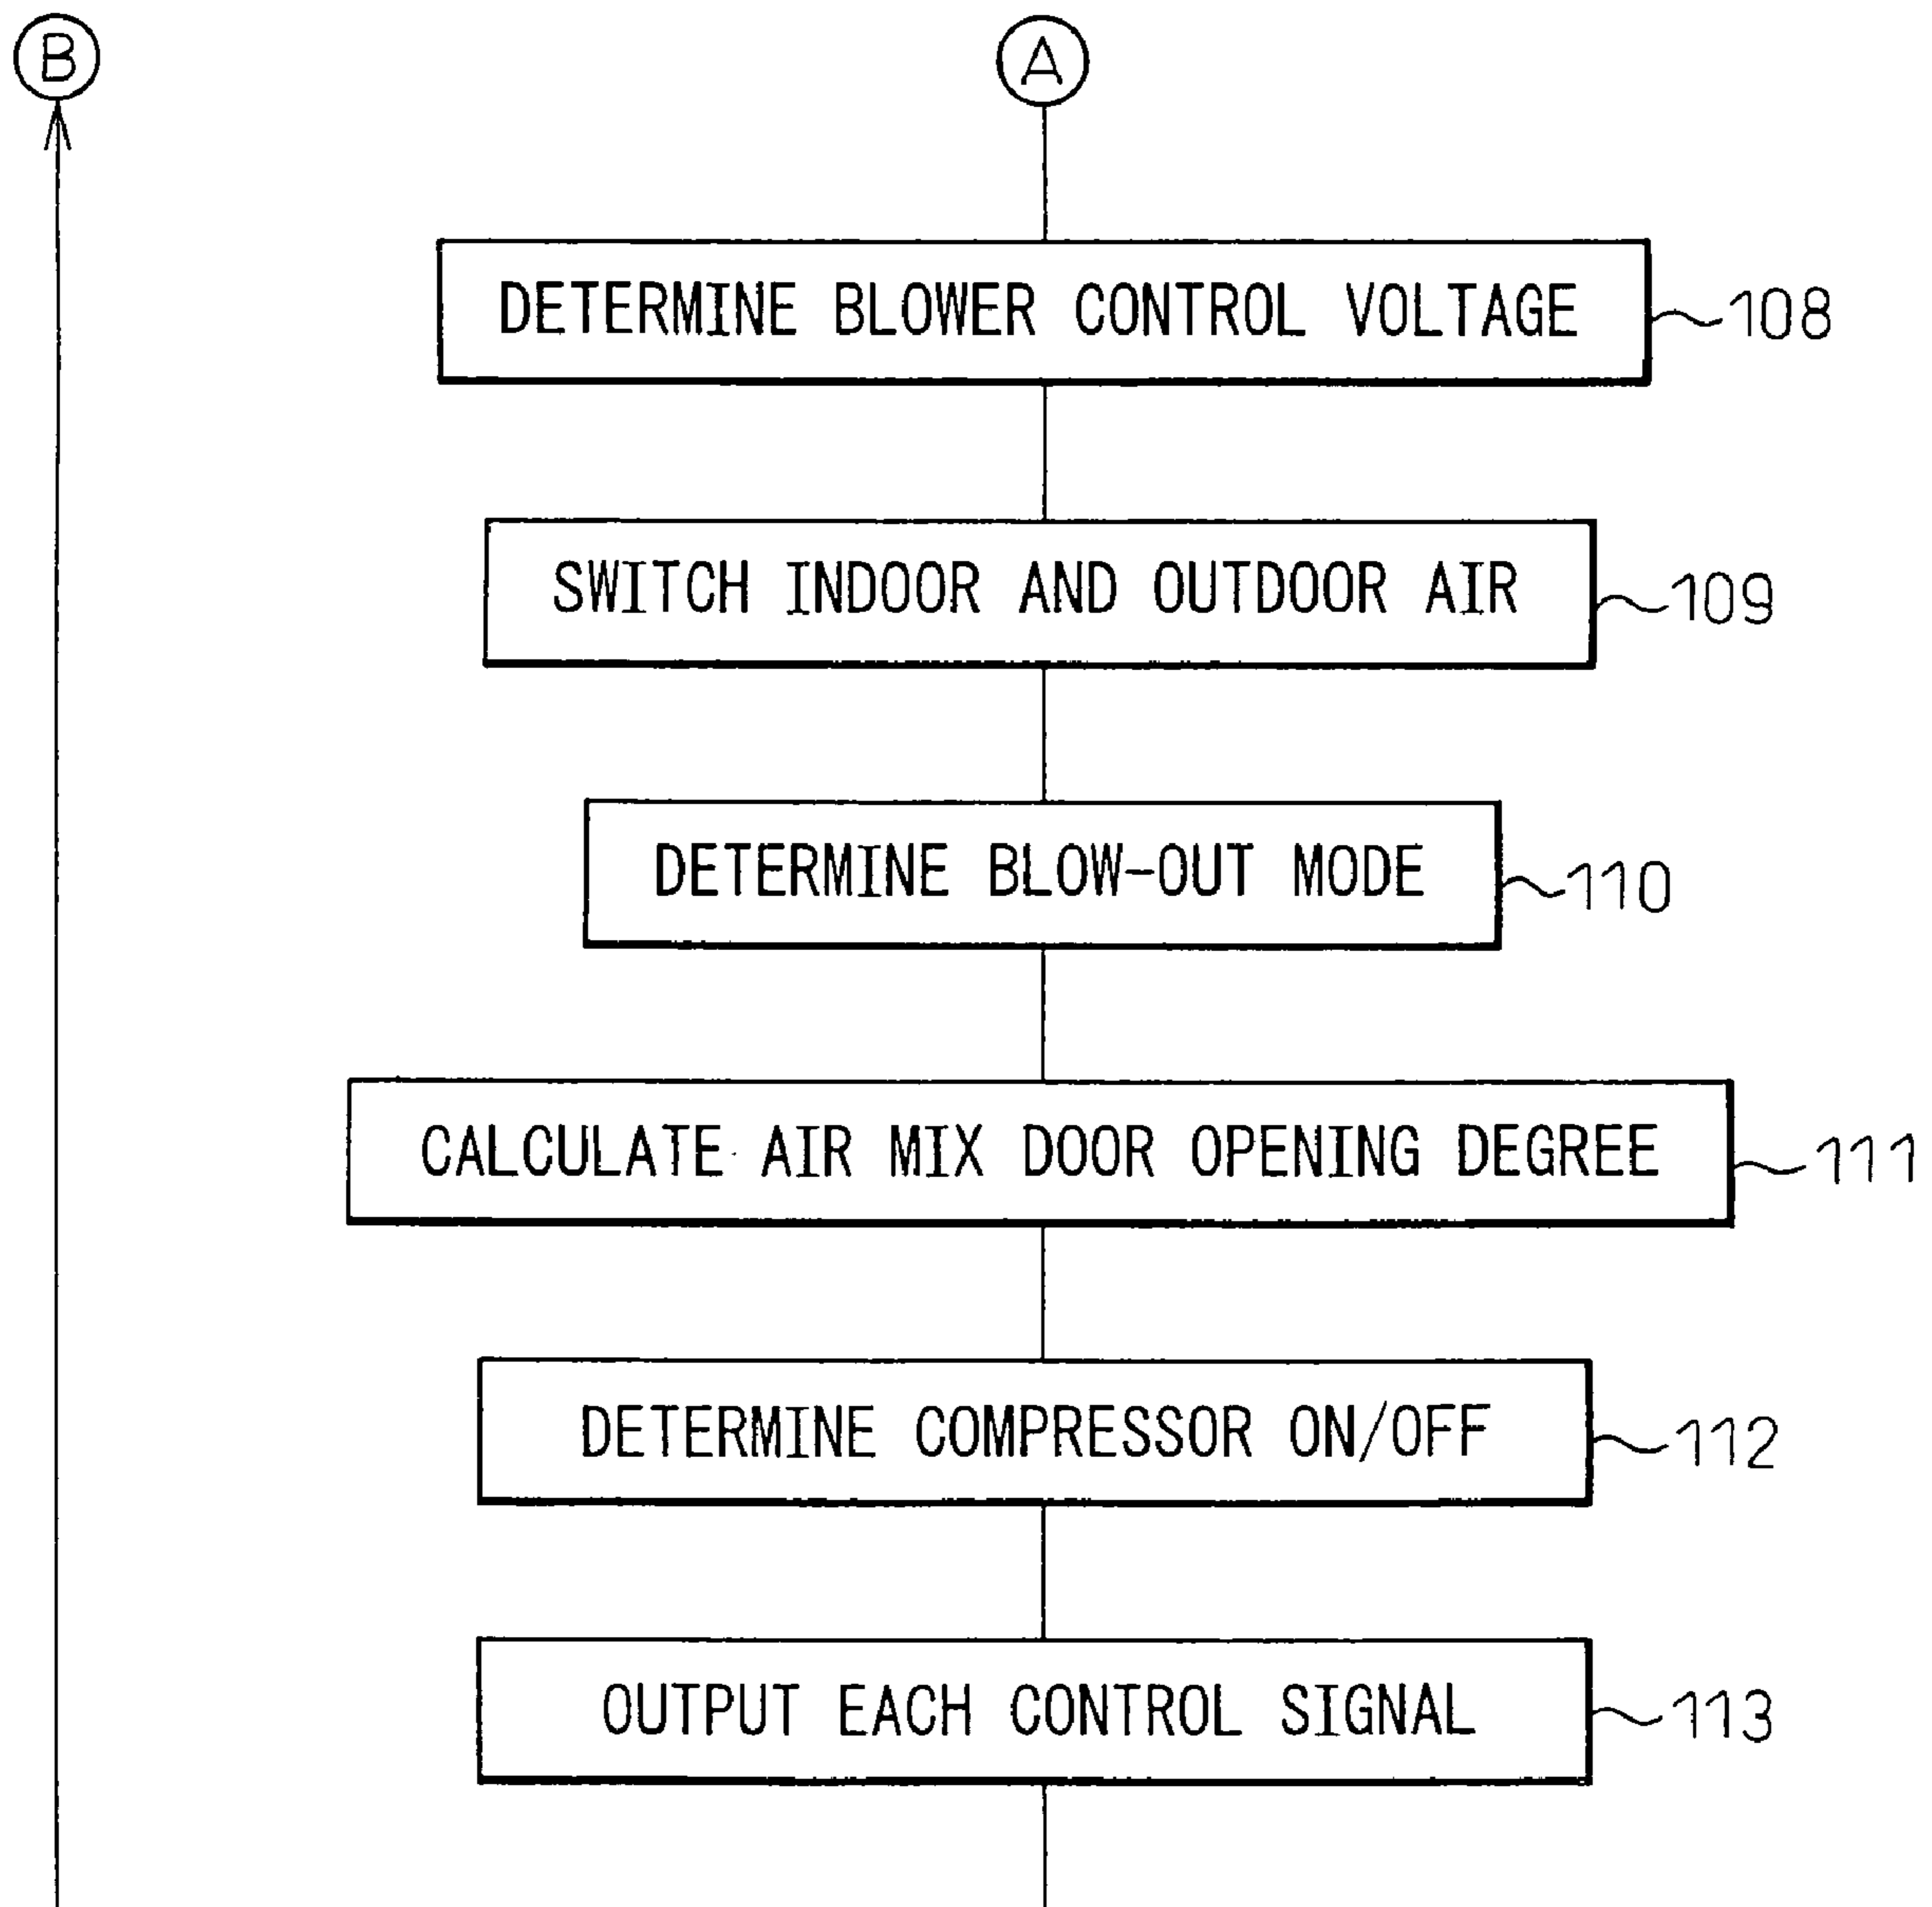 B
A
DETERMINE BLOWER CONTROL VOLTAGE
108
SWITCH INDOOR AND OUTDOOR AIR
109
DETERMINE BLOW-OUT MODE
110
CALCULATE AIR MIX DOOR OPENING DEGREE
111
DETERMINE COMPRESSOR ON/OFF
112
OUTPUT EACH CONTROL SIGNAL
113